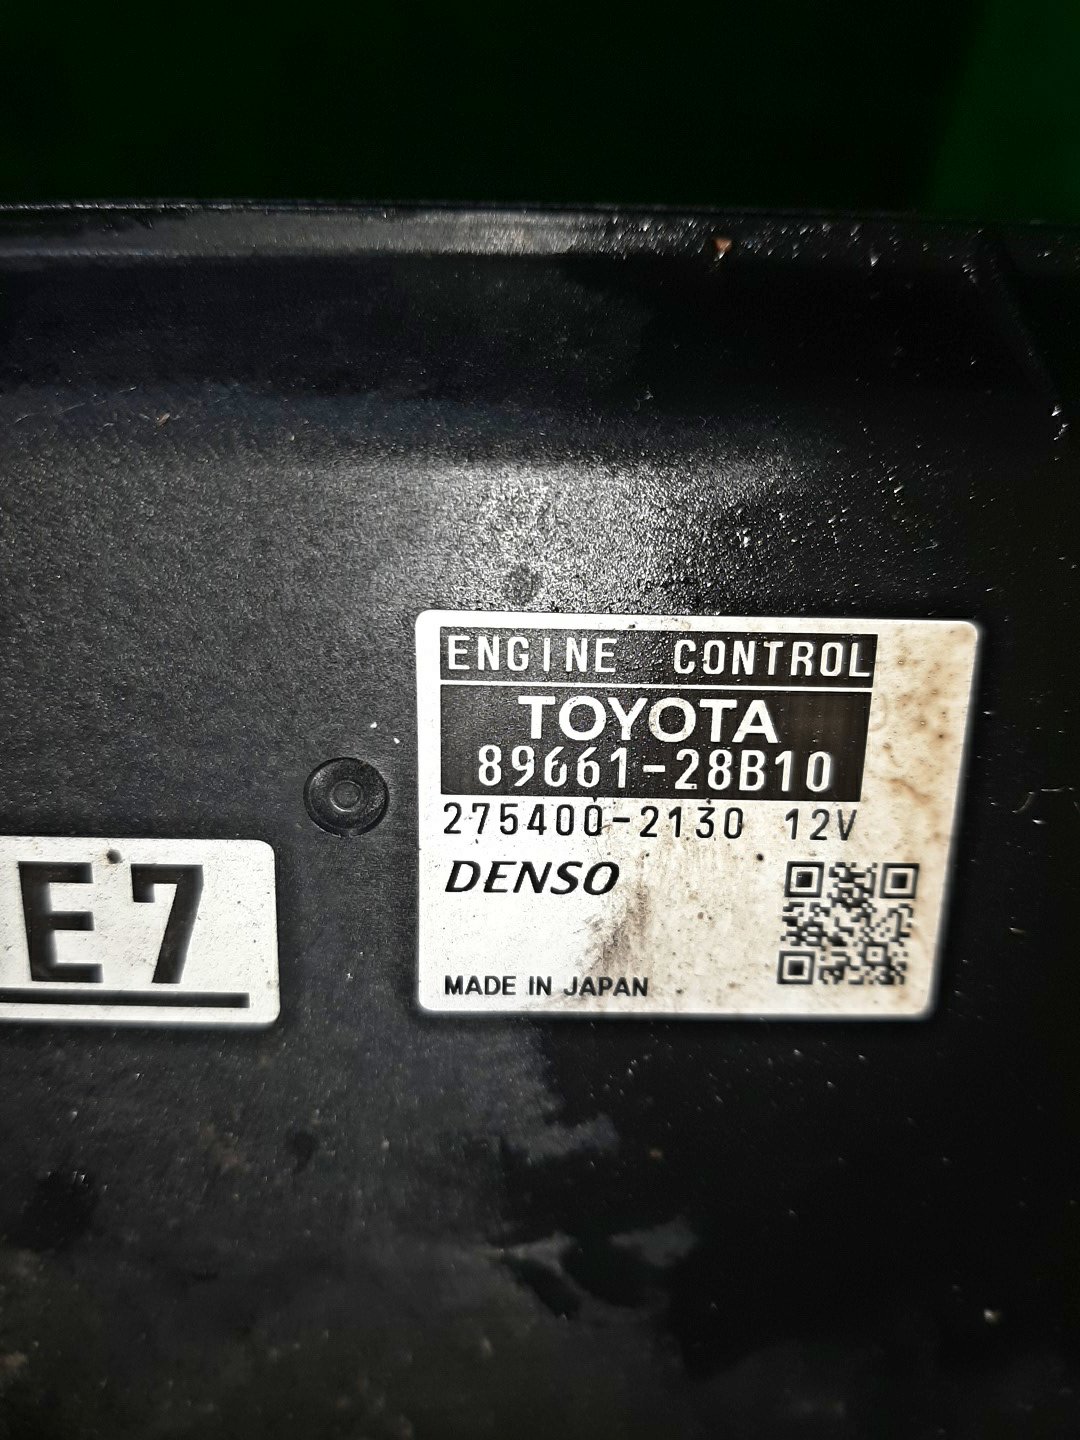 ENGINE CONTROL
TOYOTA
89661-28B10
275400-2130 12V
DENSO
MADE IN JAPAN
E7